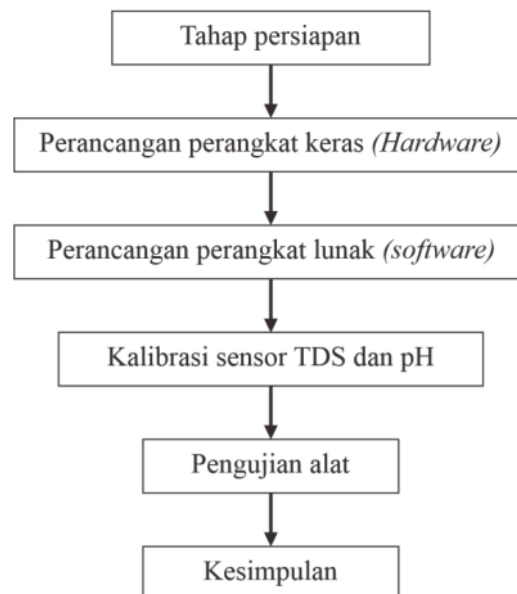 Tahap persiapan
Perancangan perangkat keras (Hardware)
Perancangan perangkat lunak (software)
Kalibrasi sensor TDS dan pH
Pengujian alat
Kesimpulan